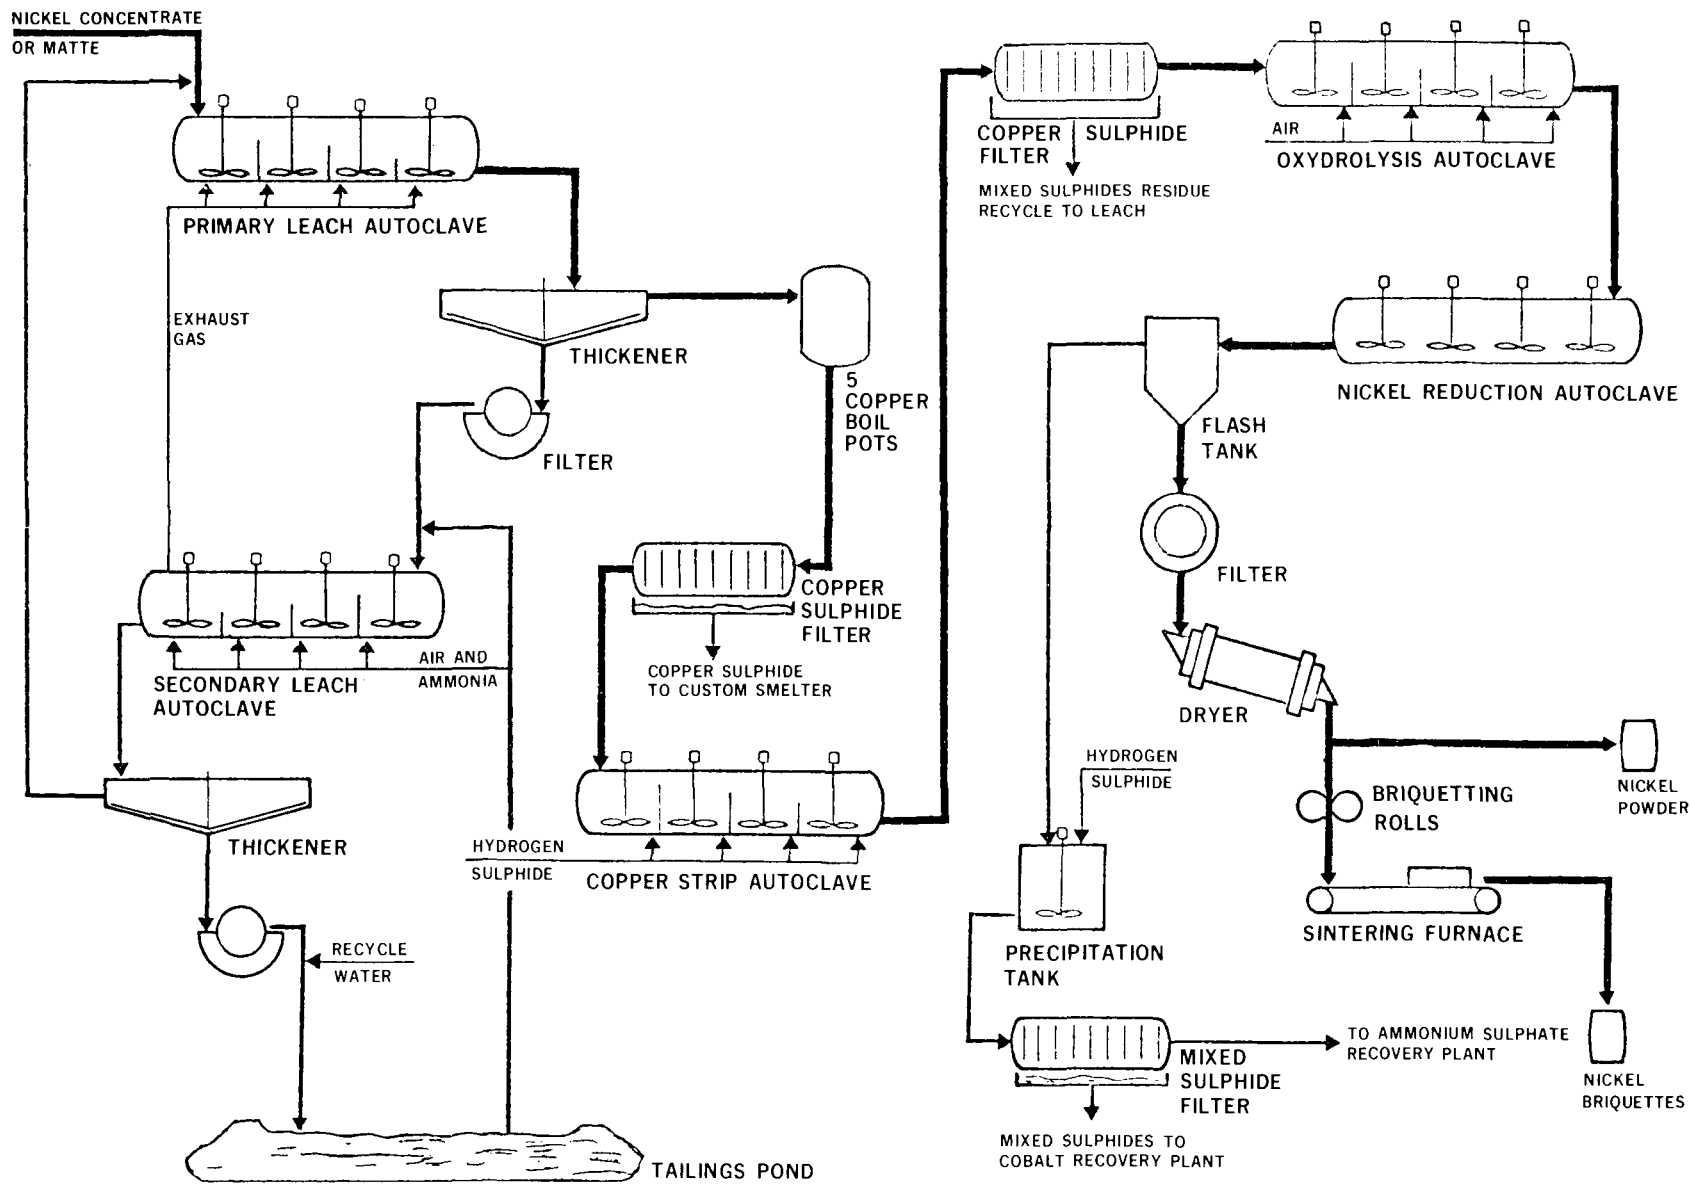 NICKEL CONCENTRATE
OR MATTE
PRIMARY LEACH AUTOCLAVE
EXHAUST
GAS
THICKENER
FILTER
5
COPPER
BOIL
POTS
COPPER
SULPHIDE
FILTER
COPPER SULPHIDE
TO CUSTOM SMELTER
AIR AND
AMMONIA
SECONDARY LEACH
AUTOCLAVE
THICKENER
RECYCLE
WATER
TAILINGS POND
HYDROGEN
SULPHIDE
COPPER STRIP AUTOCLAVE
COPPER SULPHIDE
FILTER
MIXED SULPHIDES RESIDUE
RECYCLE TO LEACH
AIR
OXYDROLYSIS AUTOCLAVE
NICKEL REDUCTION AUTOCLAVE
FLASH
TANK
FILTER
DRYER
NICKEL
POWDER
BRIQUETTING
ROLLS
SINTERING FURNACE
NICKEL
BRIQUETTES
HYDROGEN
SULPHIDE
PRECIPITATION
TANK
MIXED
SULPHIDE
FILTER
TO AMMONIUM SULPHATE
RECOVERY PLANT
MIXED SULPHIDES TO
COBALT RECOVERY PLANT